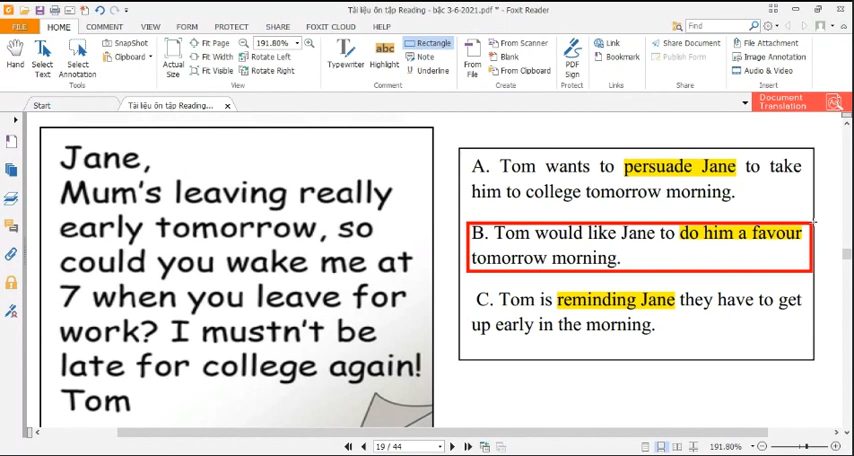 Tài liệu ôn tập Reading - bậc 3-6-2021.pdf * - Foxit Reader
FILE HOME COMMENT VIEW FORM PROTECT SHARE FOXIT CLOUD HELP
Find
Hand
Select Text
Select Annotation
SnapShot
Clipboard
Tools
Actual Size
Fit Page
Fit Width
Fit Visible
191.80%
Rotate Left
Rotate Right
View
Typewriter
Highlight
Rectangle
Note
Underline
Comment
From File
From Scanner
Blank
From Clipboard
Create
PDF Sign
Protect
Link
Bookmark
Links
Share Document
Publish Form
Share
File Attachment
Image Annotation
Audio & Video
Insert
Start
Tài liệu ôn tập Reading...
Document Translation
Jane,
Mum's leaving really
early tomorrow, so
could you wake me at
7 when you leave for
work? I mustn't be
late for college again!
Tom
A. Tom wants to persuade Jane to take
him to college tomorrow morning.
B. Tom would like Jane to do him a favour
tomorrow morning.
C. Tom is reminding Jane they have to get
up early in the morning.
19 / 44
191.80%